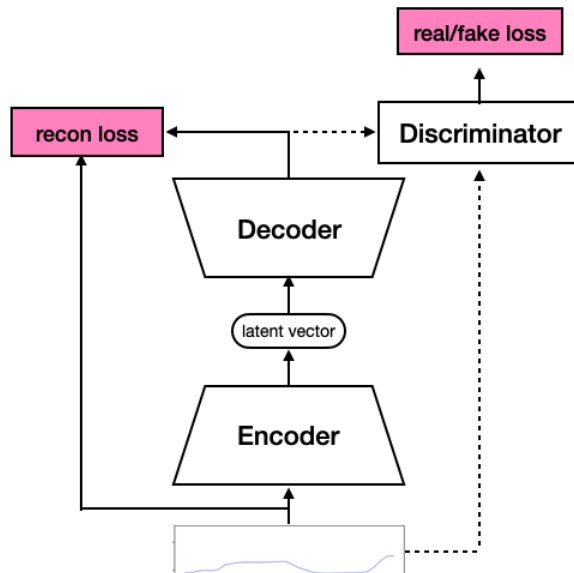 real/fake loss
recon loss
Discriminator
Decoder
latent vector
Encoder